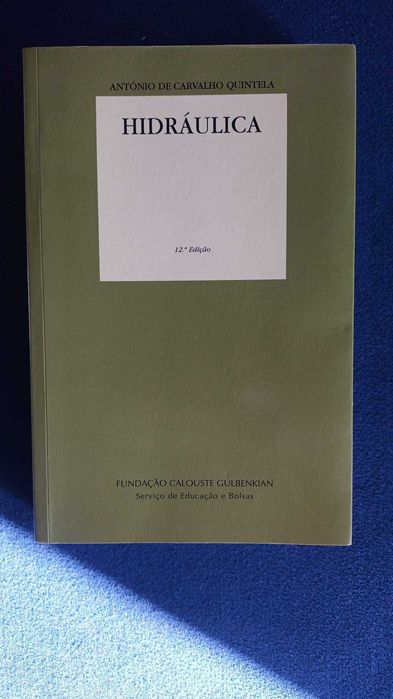 ANTÓNIO DE CARVALHO QUINTELA
HIDRÁULICA
12.ª Edição
FUNDAÇÃO CALOUSTE GULBENKIAN
Serviço de Educação e Bolsas